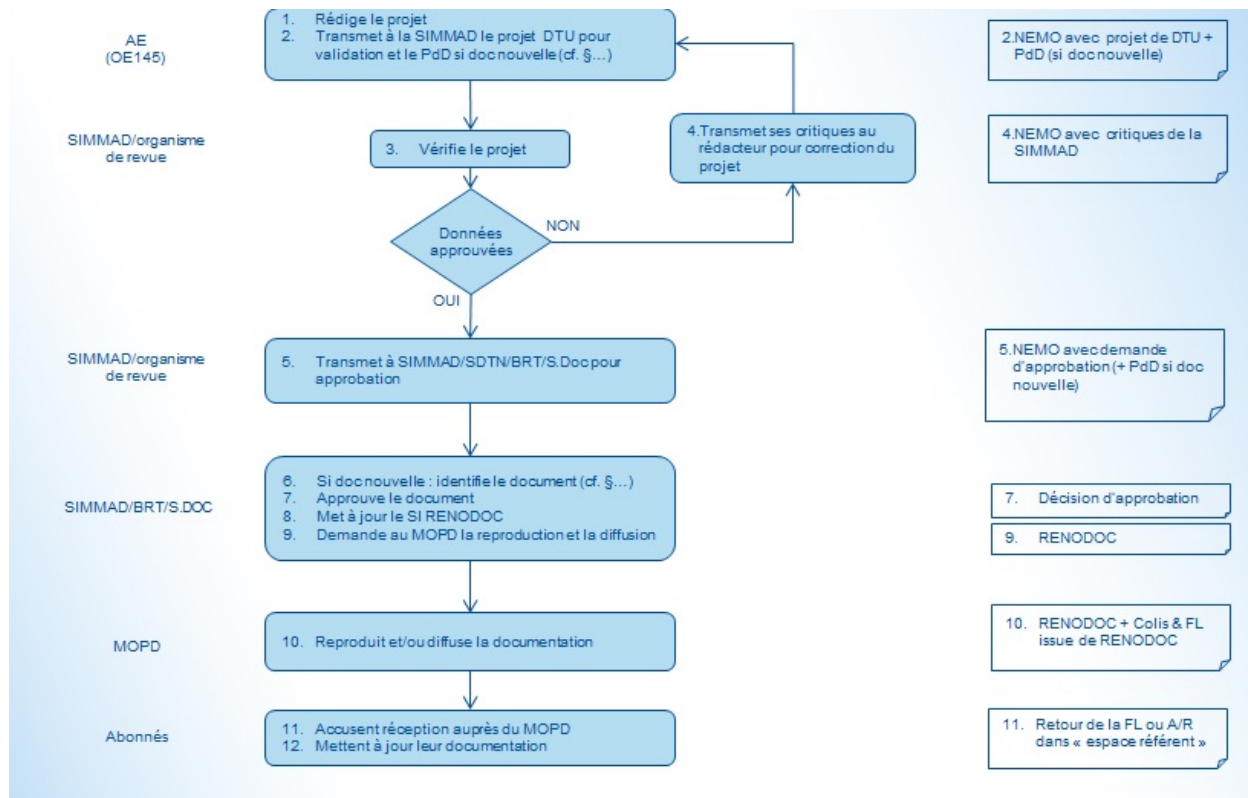 AE
(OE145)
1. Rédige le projet
2. Transmet à la SIMMAD le projet DTU pour
validation et le PdD si doc nouvelle (cf. §...)
2.NEMO avec projet de DTU +
PdD (si doc nouvelle)
SIMMAD/organisme
de revue
3. Vérifie le projet
4.Transmet ses critiques au
rédacteur pour correction du
projet
4.NEMO avec critiques de la
SIMMAD
Données
approuvées
NON
OUI
SIMMAD/organisme
de revue
5. Transmet à SIMMAD/SDTN/BRT/S.Doc pour
approbation
5.NEMO avec demande
d'approbation (+ PdD si doc
nouvelle)
SIMMAD/BRT/S.DOC
6. Si doc nouvelle : identifie le document (cf. §...)
7. Approuve le document
8. Met à jour le SI RENODOC
9. Demande au MOPD la reproduction et la diffusion
7. Décision d'approbation
9. RENODOC
MOPD
10. Reproduit et/ou diffuse la documentation
10. RENODOC + Colis & FL
issue de RENODOC
Abonnés
11. Accusent réception auprès du MOPD
12. Mettent à jour leur documentation
11. Retour de la FL ou A/R
dans « espace référent »